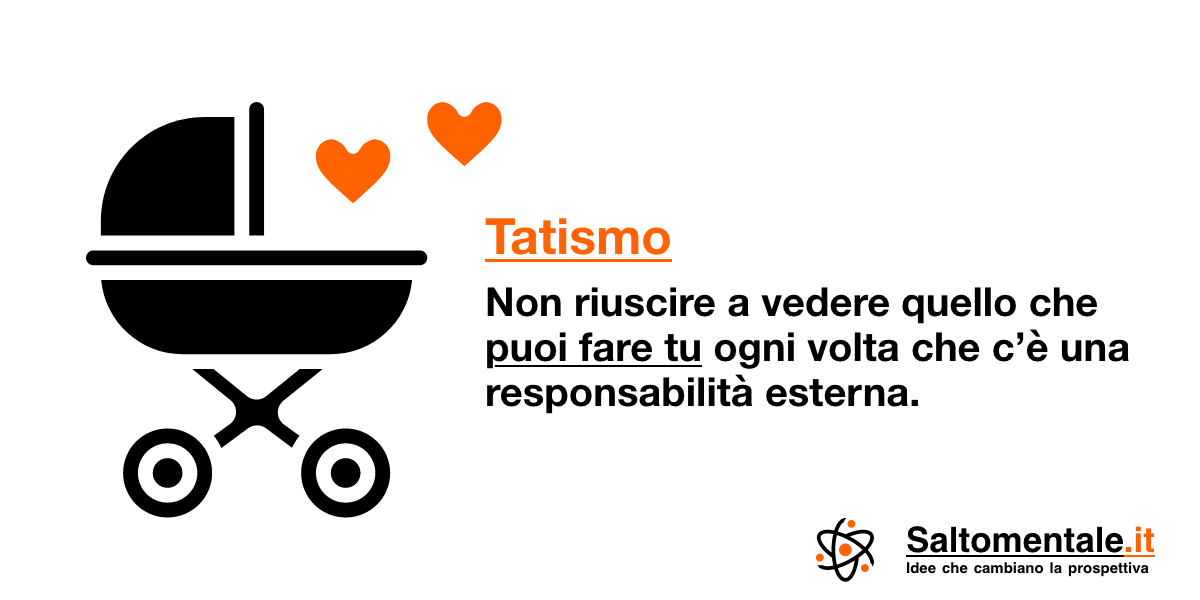 Tatismo
Non riuscire a vedere quello che
puoi fare tu ogni volta che c’è una
responsabilità esterna.
Saltomentale.it
Idee che cambiano la prospettiva